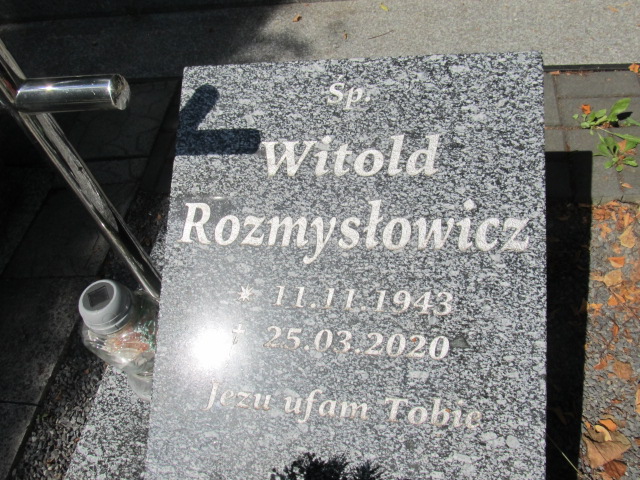 Śp.
Witold
Rozmysłowicz
* 11.11.1943
† 25.03.2020
Jezu ufam Tobie